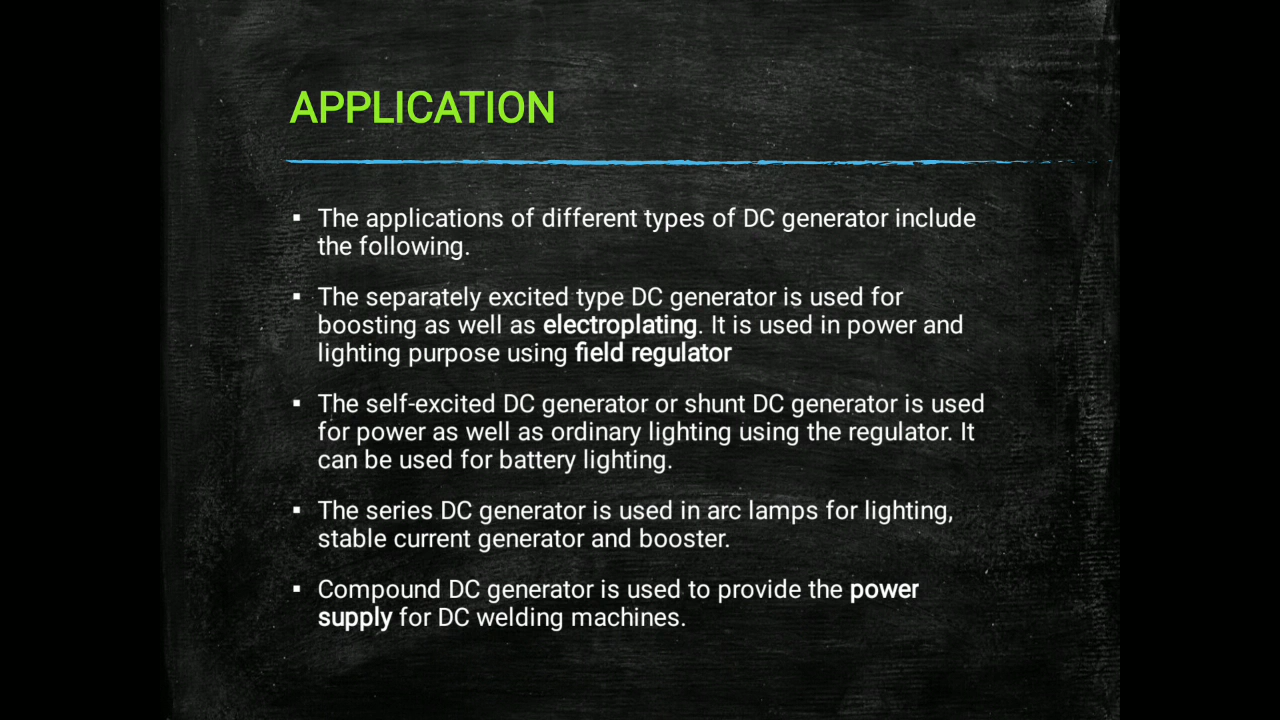 APPLICATION
▪ The applications of different types of DC generator include
the following.
▪ The separately excited type DC generator is used for
boosting as well as electroplating. It is used in power and
lighting purpose using field regulator
▪ The self-excited DC generator or shunt DC generator is used
for power as well as ordinary lighting using the regulator. It
can be used for battery lighting.
▪ The series DC generator is used in arc lamps for lighting,
stable current generator and booster.
▪ Compound DC generator is used to provide the power
supply for DC welding machines.